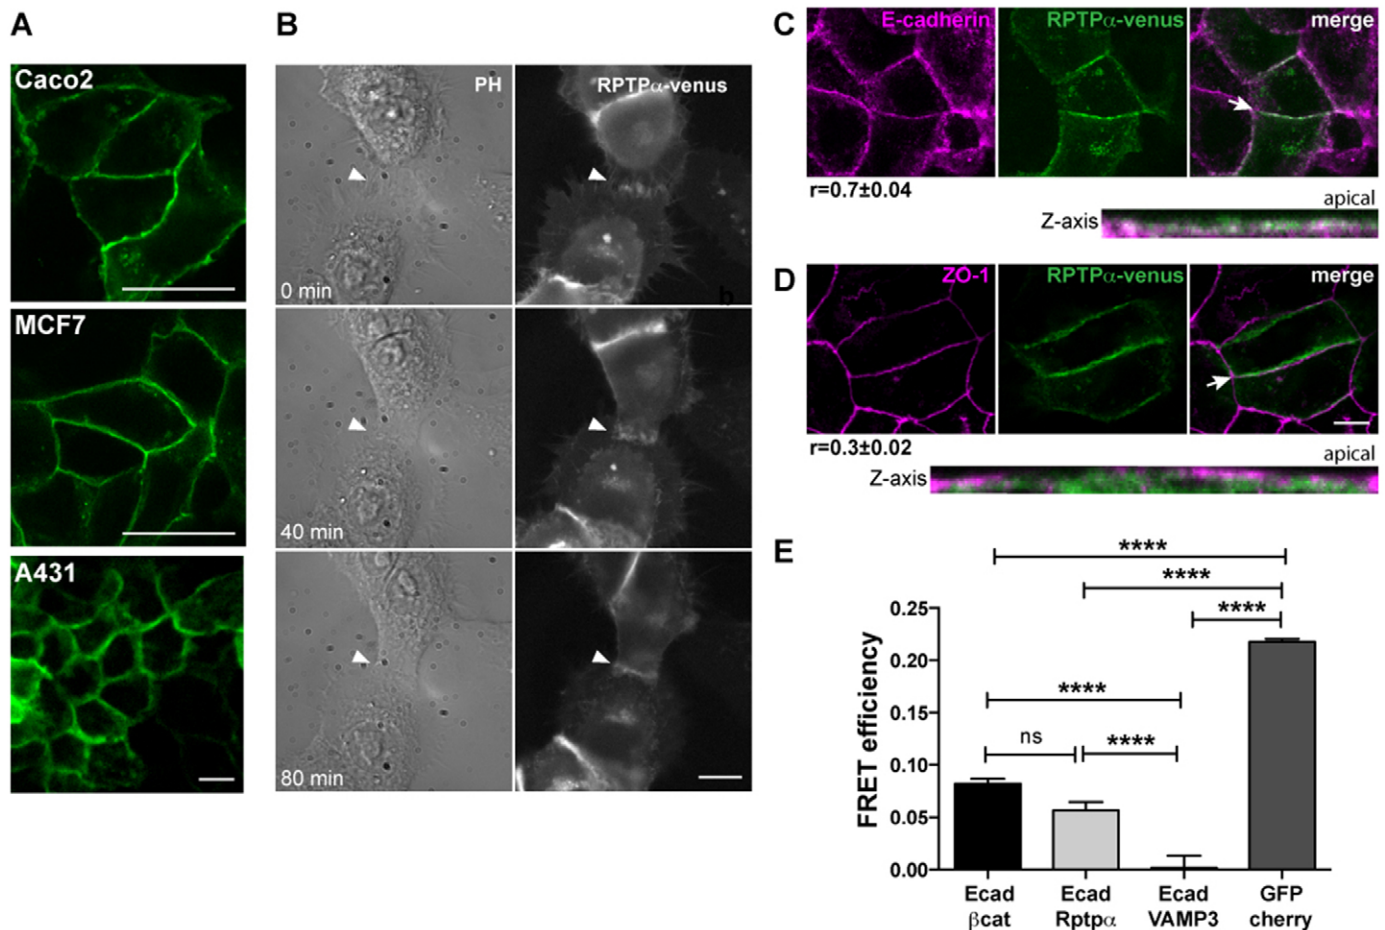 A
Caco2
MCF7
A431
B
PH
RPTPα-venus
0 min
b
40 min
80 min
C
E-cadherin
RPTPα-venus
merge
r=0.7±0.04
apical
Z-axis
D
ZO-1
RPTPα-venus
merge
r=0.3±0.02
apical
Z-axis
E
****
****
****
****
ns
****
FRET efficiency
0.25
0.20
0.15
0.10
0.05
0.00
Ecad
βcat
Ecad
Rptpα
Ecad
VAMP3
GFP
cherry